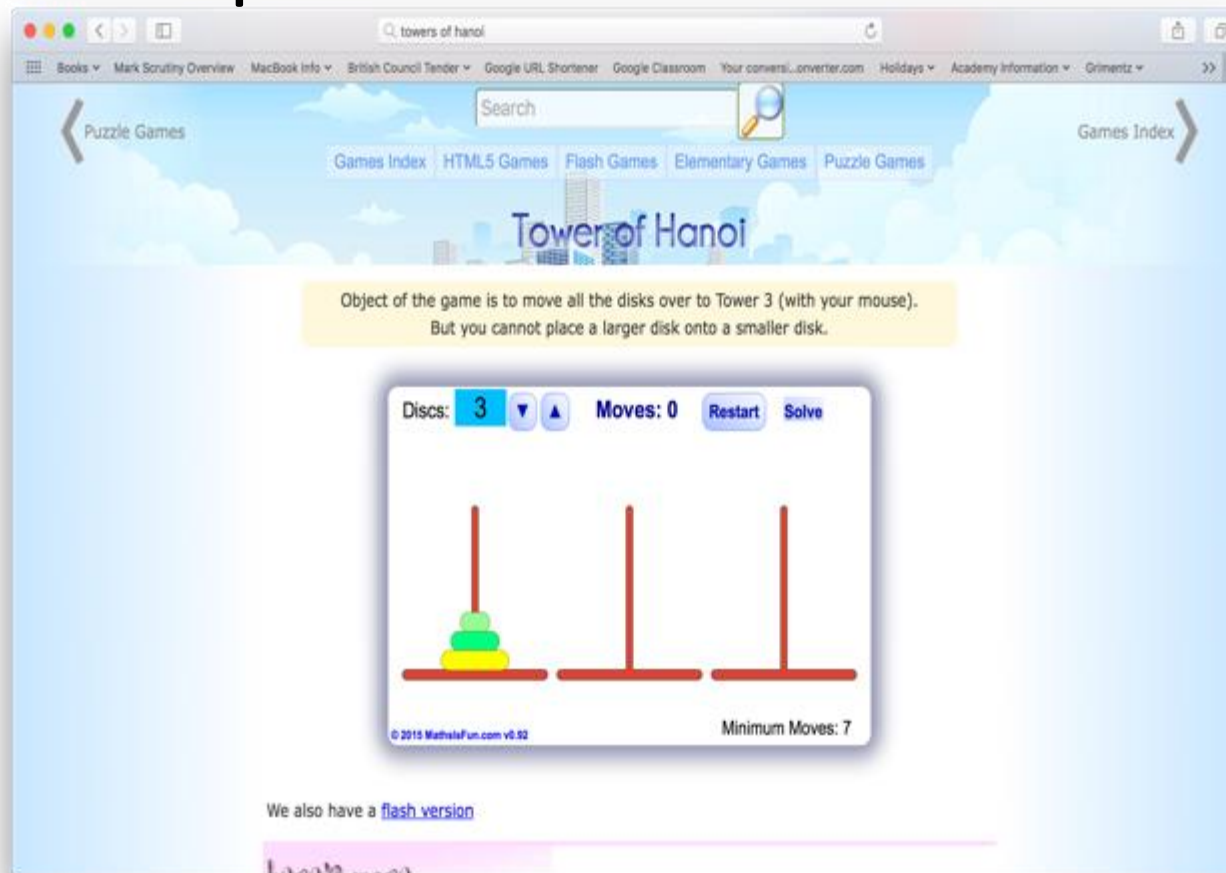 towers of hanoi
Books Mark Scrutiny Overview MacBook Info British Council Tender Google URL Shortener Google Classroom Your conversi...onverter.com Holidays Academy Information Grimentz >>
Puzzle Games
Search
Games Index
Games Index HTML5 Games Flash Games Elementary Games Puzzle Games
Tower of Hanoi
Object of the game is to move all the disks over to Tower 3 (with your mouse).
But you cannot place a larger disk onto a smaller disk.
Discs: 3 Moves: 0 Restart Solve
© 2015 MathsIsFun.com v0.92
Minimum Moves: 7
We also have a flash version